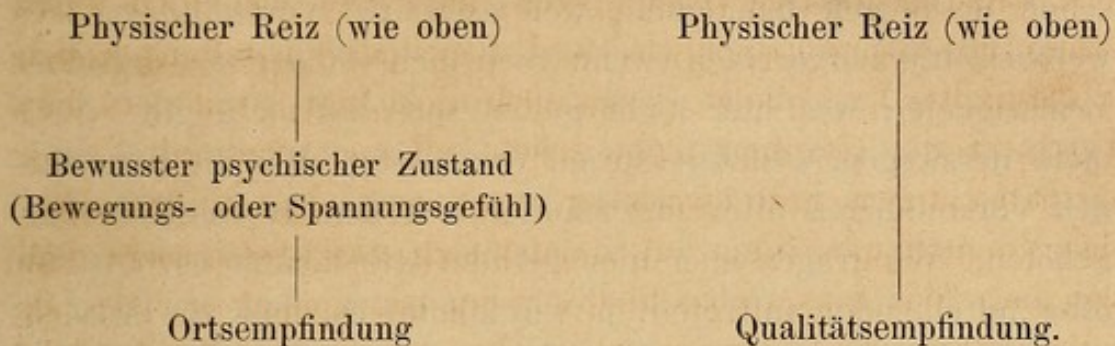 Physischer Reiz (wie oben)
Bewusster psychischer Zustand
(Bewegungs- oder Spannungsgefühl)
Ortsempfindung
Physischer Reiz (wie oben)
Qualitätsempfindung.